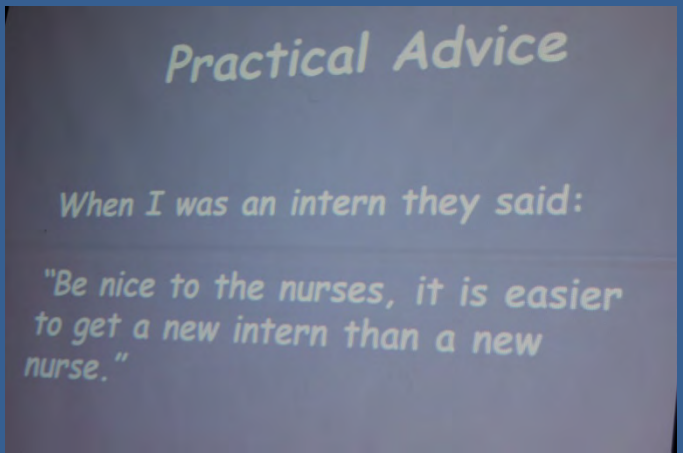 Practical Advice
When I was an intern they said:
"Be nice to the nurses, it is easier
to get a new intern than a new
nurse."